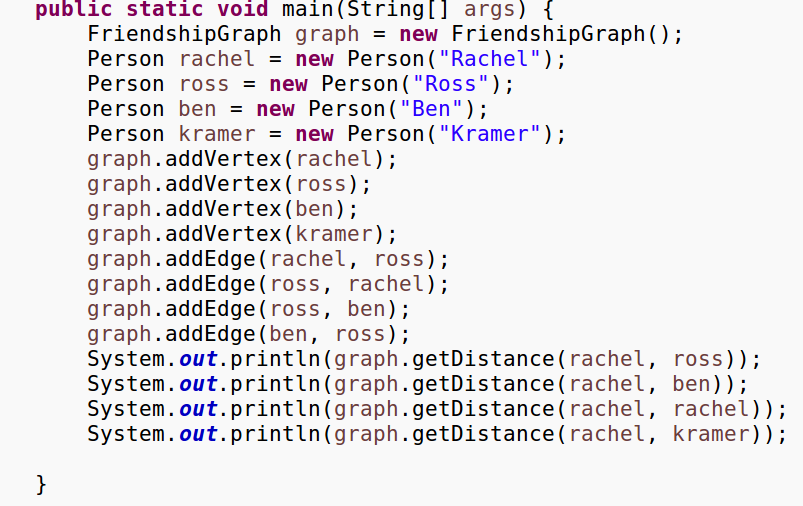 public static void main(String[] args) {
FriendshipGraph graph = new FriendshipGraph();
Person rachel = new Person("Rachel");
Person ross = new Person("Ross");
Person ben = new Person("Ben");
Person kramer = new Person("Kramer");
graph.addVertex(rachel);
graph.addVertex(ross);
graph.addVertex(ben);
graph.addVertex(kramer);
graph.addEdge(rachel, ross);
graph.addEdge(ross, rachel);
graph.addEdge(ross, ben);
graph.addEdge(ben, ross);
System.out.println(graph.getDistance(rachel, ross));
System.out.println(graph.getDistance(rachel, ben));
System.out.println(graph.getDistance(rachel, rachel));
System.out.println(graph.getDistance(rachel, kramer));
}